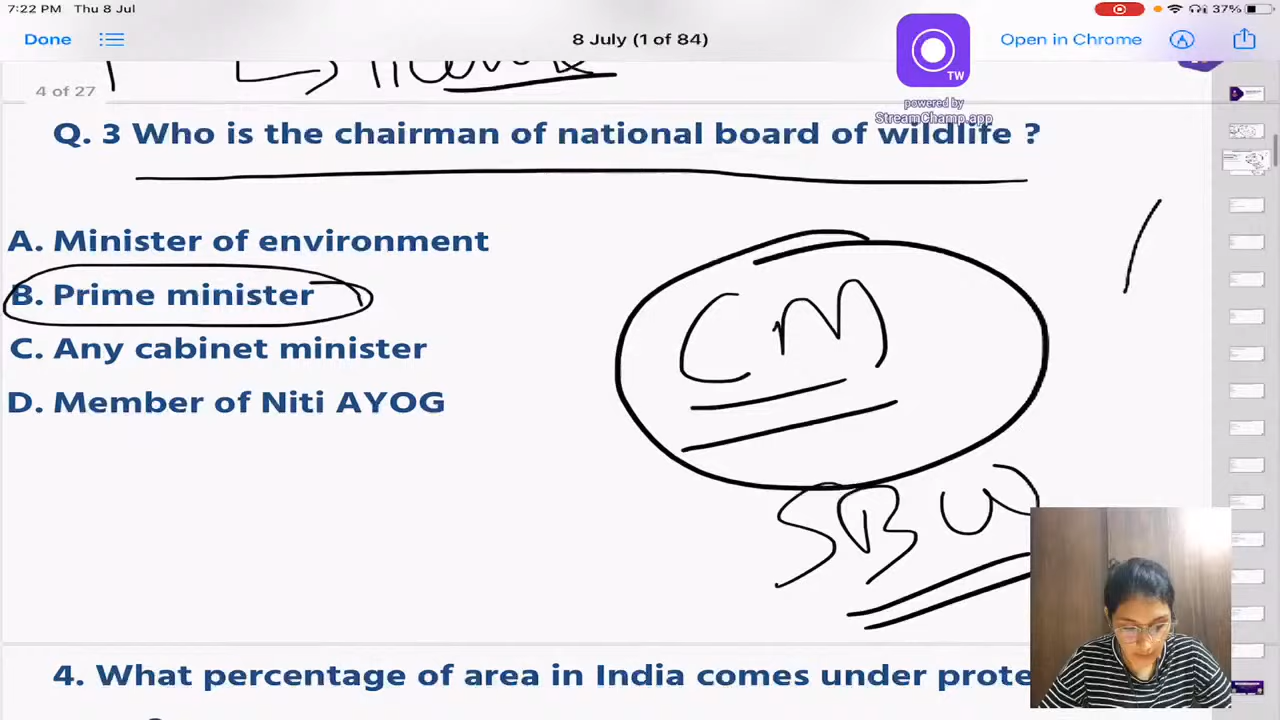 7:22 PM Thu 8 Jul
37%
Done
8 July (1 of 84)
Open in Chrome
TW
powered by
StreamChamp.app
4 of 27
Q. 3 Who is the chairman of national board of wildlife ?
A. Minister of environment
B. Prime minister
C. Any cabinet minister
D. Member of Niti AYOG
CM
SBW
4. What percentage of area in India comes under prote